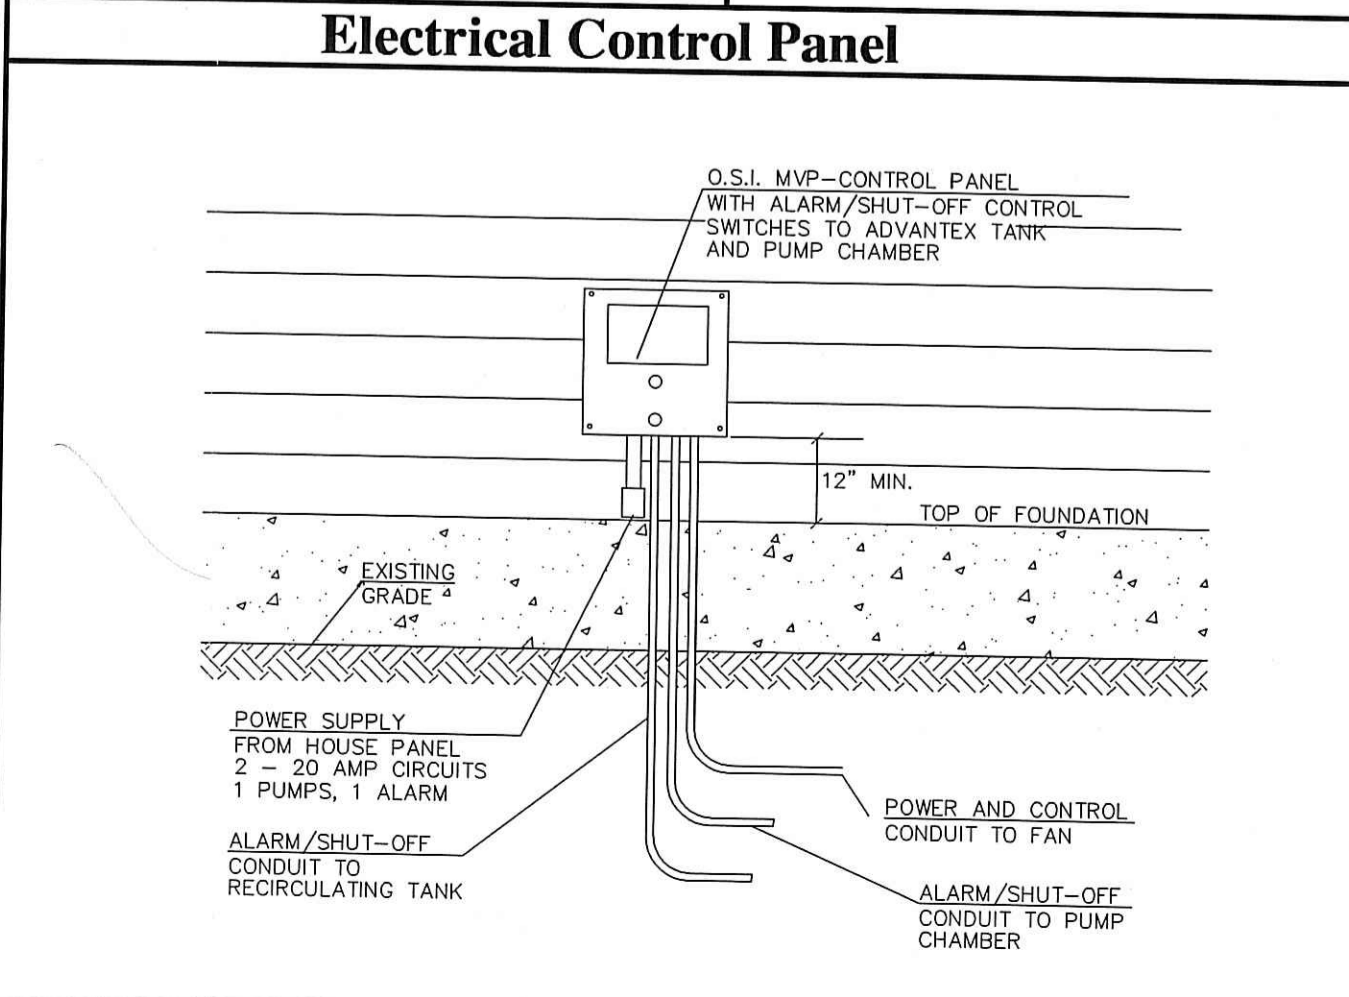 Electrical Control Panel
O.S.I. MVP-CONTROL PANEL
WITH ALARM/SHUT-OFF CONTROL
SWITCHES TO ADVANTEX TANK
AND PUMP CHAMBER
12" MIN.
TOP OF FOUNDATION
EXISTING
GRADE
POWER SUPPLY
FROM HOUSE PANEL
2 - 20 AMP CIRCUITS
1 PUMPS, 1 ALARM
ALARM/SHUT-OFF
CONDUIT TO
RECIRCULATING TANK
POWER AND CONTROL
CONDUIT TO FAN
ALARM/SHUT-OFF
CONDUIT TO PUMP
CHAMBER